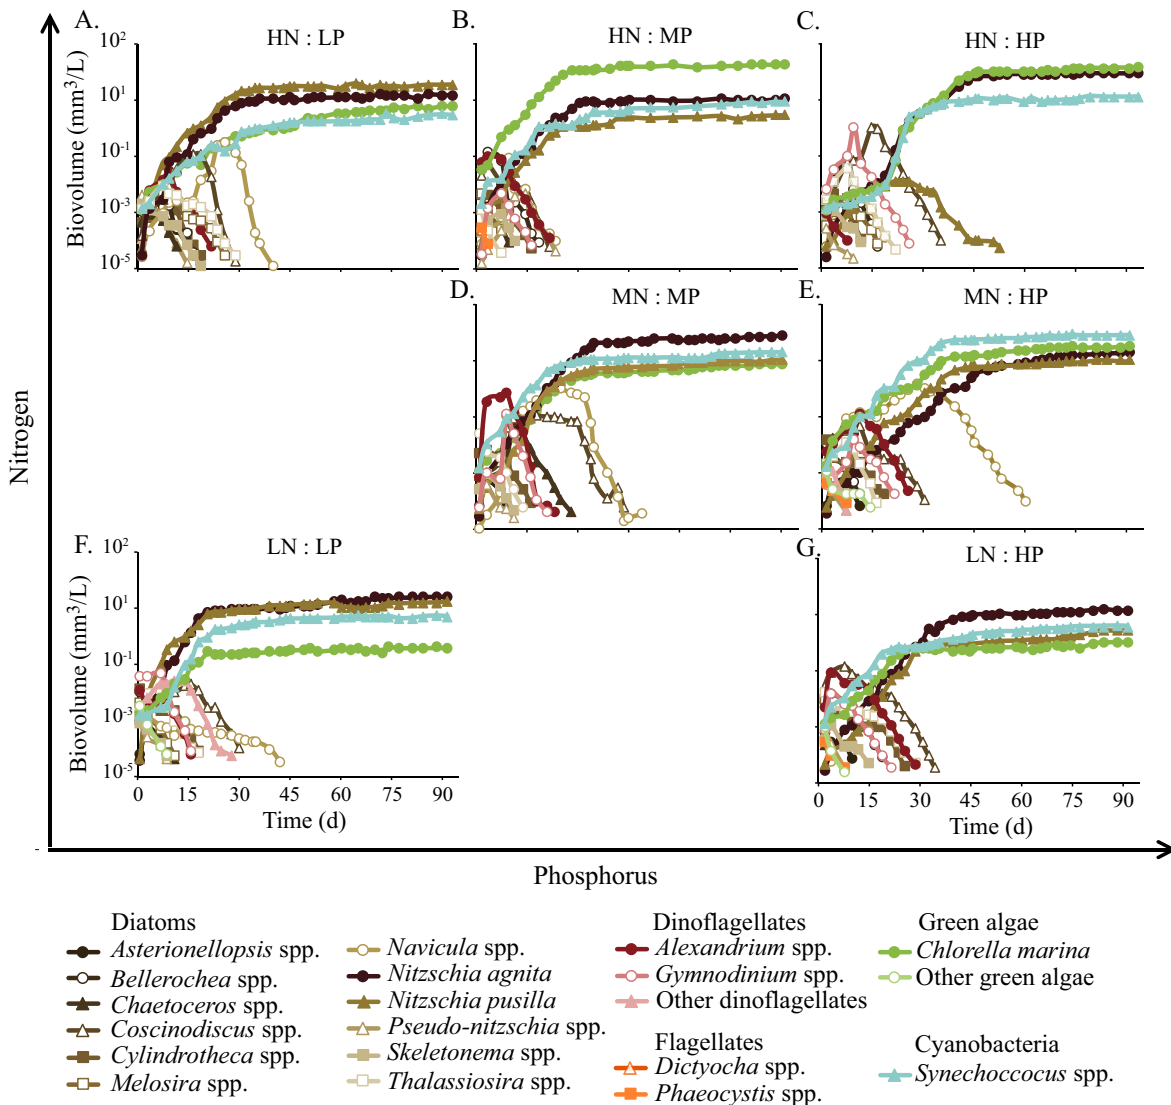 A.
B.
C.
HN : LP
HN : MP
HN : HP
10²
10¹
10⁻¹
10⁻³
10⁻⁵
Biovolume (mm³/L)
D.
E.
MN : MP
MN : HP
Nitrogen
F.
G.
LN : LP
LN : HP
10²
10¹
10⁻¹
10⁻³
10⁻⁵
Biovolume (mm³/L)
0 15 30 45 60 75 90
Time (d)
0 15 30 45 60 75 90
Time (d)
Phosphorus
Diatoms
Asterionellopsis spp.
Bellerochea spp.
Chaetoceros spp.
Coscinodiscus spp.
Cylindrotheca spp.
Melosira spp.
Navicula spp.
Nitzschia agnita
Nitzschia pusilla
Pseudo-nitzschia spp.
Skeletonema spp.
Thalassiosira spp.
Dinoflagellates
Alexandrium spp.
Gymnodinium spp.
Other dinoflagellates
Flagellates
Dictyocha spp.
Phaeocystis spp.
Green algae
Chlorella marina
Other green algae
Cyanobacteria
Synechoccocus spp.